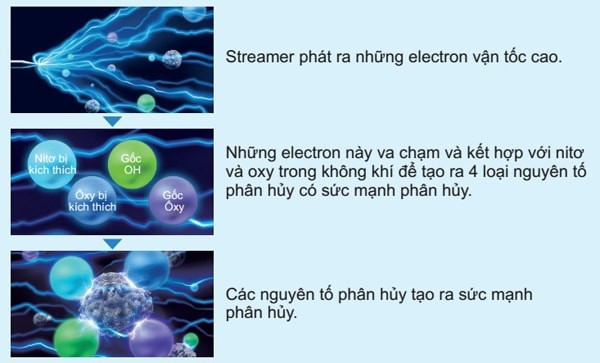 Streamer phát ra những electron vận tốc cao.
Nitơ bị
kích thích
Gốc
OH
Ôxy bị
kích thích
Gốc
Ôxy
Những electron này va chạm và kết hợp với nitơ
và oxy trong không khí để tạo ra 4 loại nguyên tố
phân hủy có sức mạnh phân hủy.
Các nguyên tố phân hủy tạo ra sức mạnh
phân hủy.